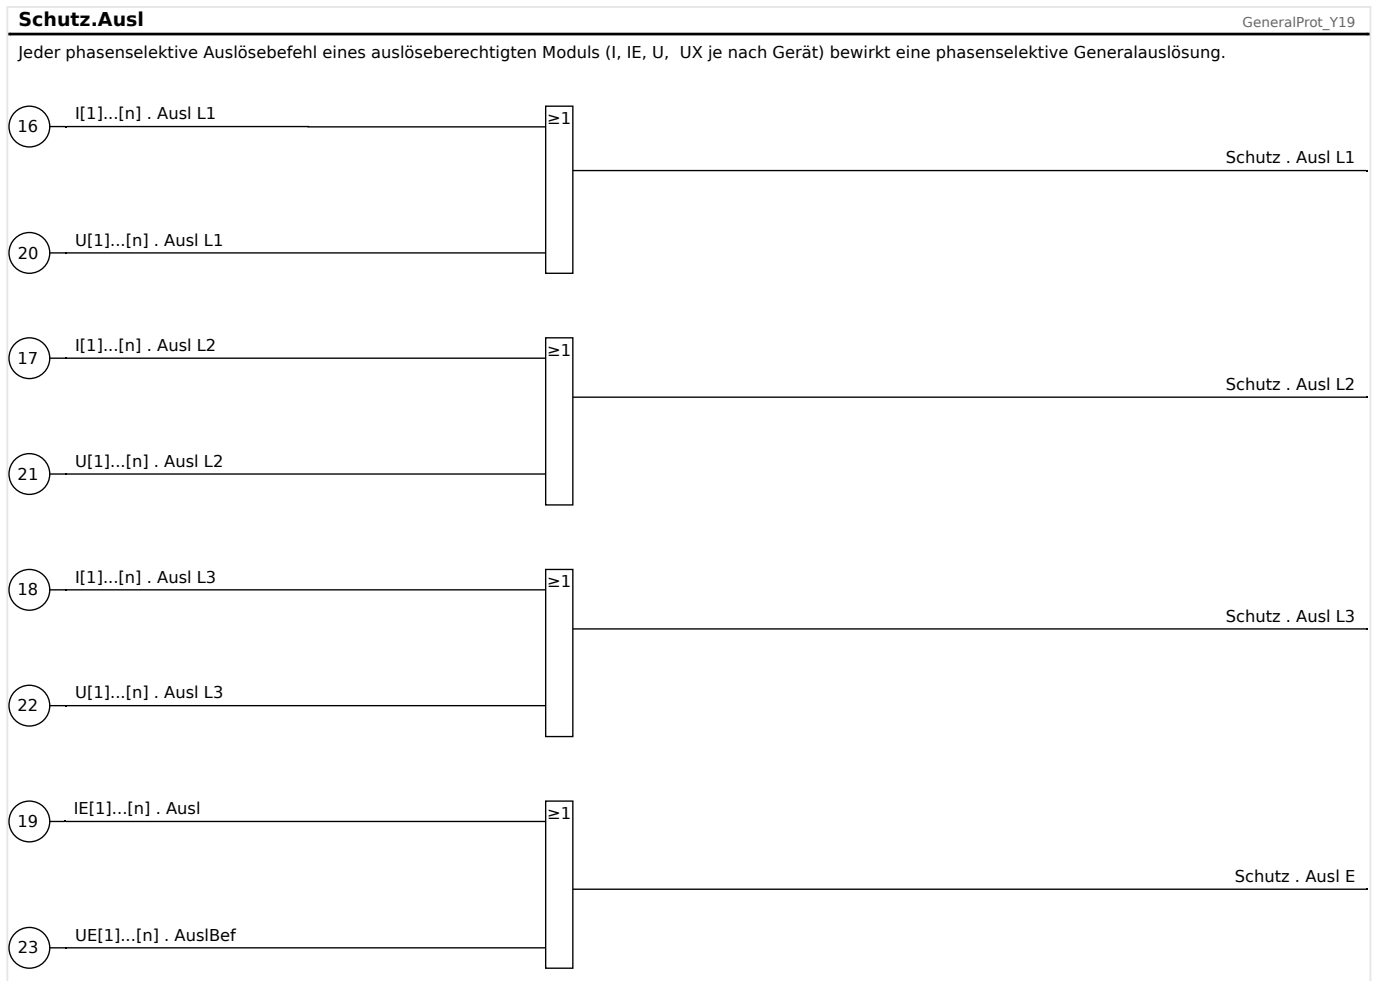 Schutz.Ausl
GeneralProt_Y19
Jeder phasenselektive Auslösebefehl eines auslöseberechtigten Moduls (I, IE, U,  UX je nach Gerät) bewirkt eine phasenselektive Generalauslösung.
16
I[1]...[n] . Ausl L1
≥1
Schutz . Ausl L1
20
U[1]...[n] . Ausl L1
17
I[1]...[n] . Ausl L2
≥1
Schutz . Ausl L2
21
U[1]...[n] . Ausl L2
18
I[1]...[n] . Ausl L3
≥1
Schutz . Ausl L3
22
U[1]...[n] . Ausl L3
19
IE[1]...[n] . Ausl
≥1
Schutz . Ausl E
23
UE[1]...[n] . AuslBef